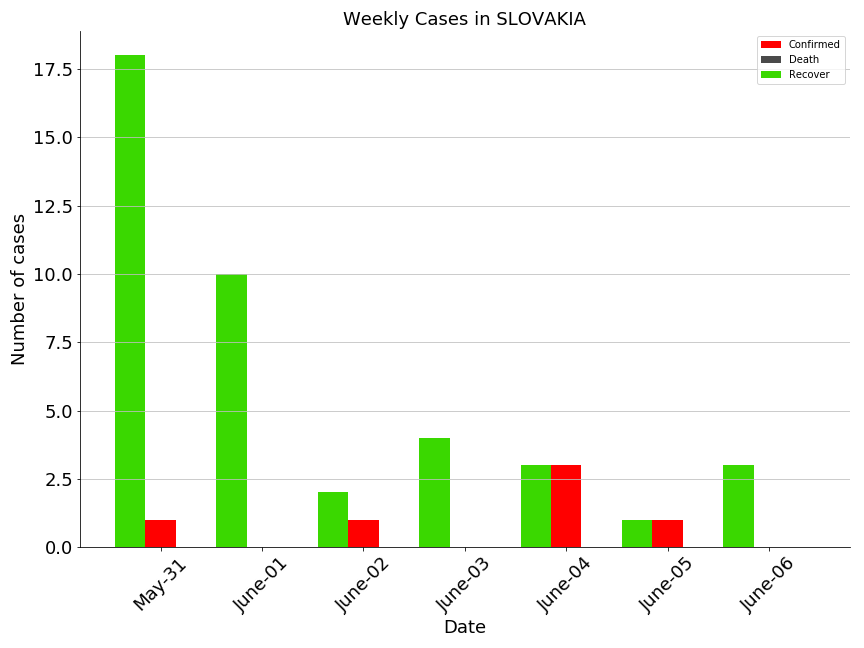 Weekly Cases in SLOVAKIA
Confirmed
Death
Recover
Number of cases
17.5
15.0
12.5
10.0
7.5
5.0
2.5
0.0
May-31
June-01
June-02
June-03
June-04
June-05
June-06
Date